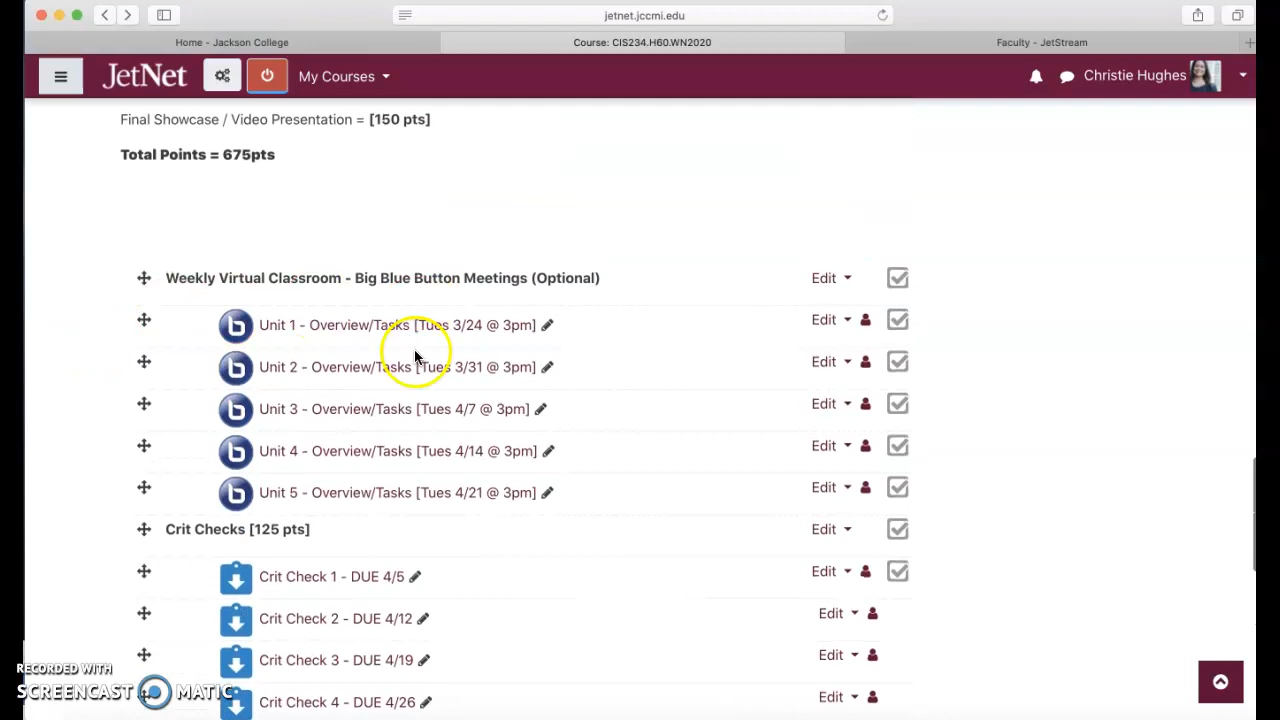 jetnet.jccmi.edu
Home - Jackson College
Course: CIS234.H60.WN2020
Faculty - JetStream
JetNet
My Courses
Christie Hughes
Final Showcase / Video Presentation = [150 pts]
Total Points = 675pts
Weekly Virtual Classroom - Big Blue Button Meetings (Optional)
Edit
b Unit 1 - Overview/Tasks [Tues 3/24 @ 3pm]
Edit
b Unit 2 - Overview/Tasks [Tues 3/31 @ 3pm]
Edit
b Unit 3 - Overview/Tasks [Tues 4/7 @ 3pm]
Edit
b Unit 4 - Overview/Tasks [Tues 4/14 @ 3pm]
Edit
b Unit 5 - Overview/Tasks [Tues 4/21 @ 3pm]
Edit
Crit Checks [125 pts]
Edit
Crit Check 1 - DUE 4/5
Edit
Crit Check 2 - DUE 4/12
Edit
Crit Check 3 - DUE 4/19
Edit
Crit Check 4 - DUE 4/26
Edit
RECORDED WITH
SCREENCAST MATIC